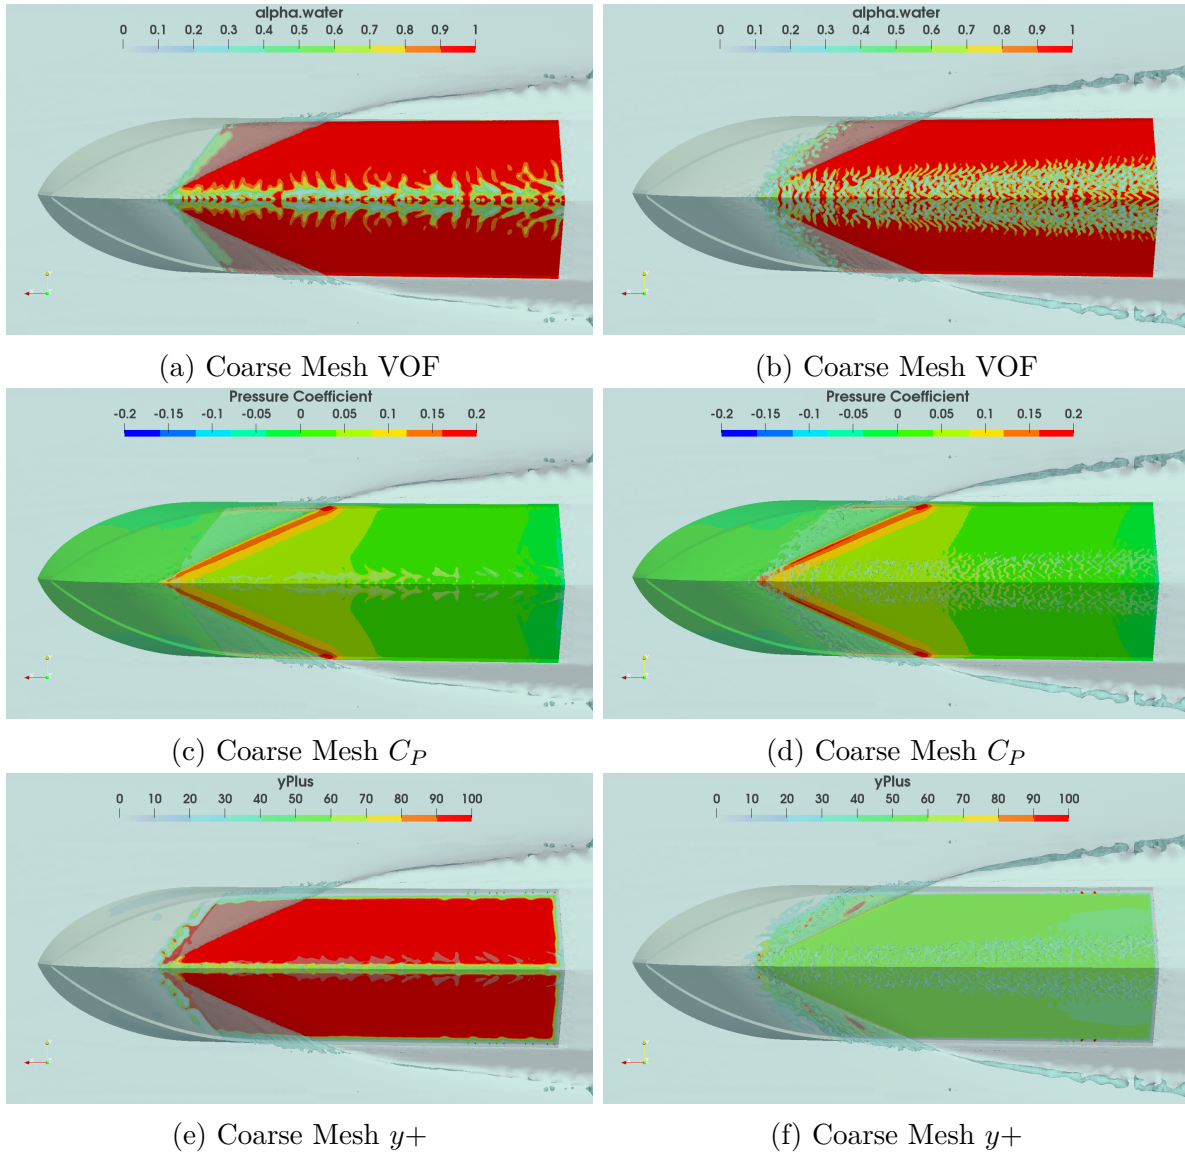 alpha.water
0 0.1 0.2 0.3 0.4 0.5 0.6 0.7 0.8 0.9 1
alpha.water
0 0.1 0.2 0.3 0.4 0.5 0.6 0.7 0.8 0.9 1
(a) Coarse Mesh VOF
(b) Coarse Mesh VOF
Pressure Coefficient
-0.2 -0.15 -0.1 -0.05 0 0.05 0.1 0.15 0.2
Pressure Coefficient
-0.2 -0.15 -0.1 -0.05 0 0.05 0.1 0.15 0.2
(c) Coarse Mesh C_P
(d) Coarse Mesh C_P
yPlus
0 10 20 30 40 50 60 70 80 90 100
yPlus
0 10 20 30 40 50 60 70 80 90 100
(e) Coarse Mesh y+
(f) Coarse Mesh y+